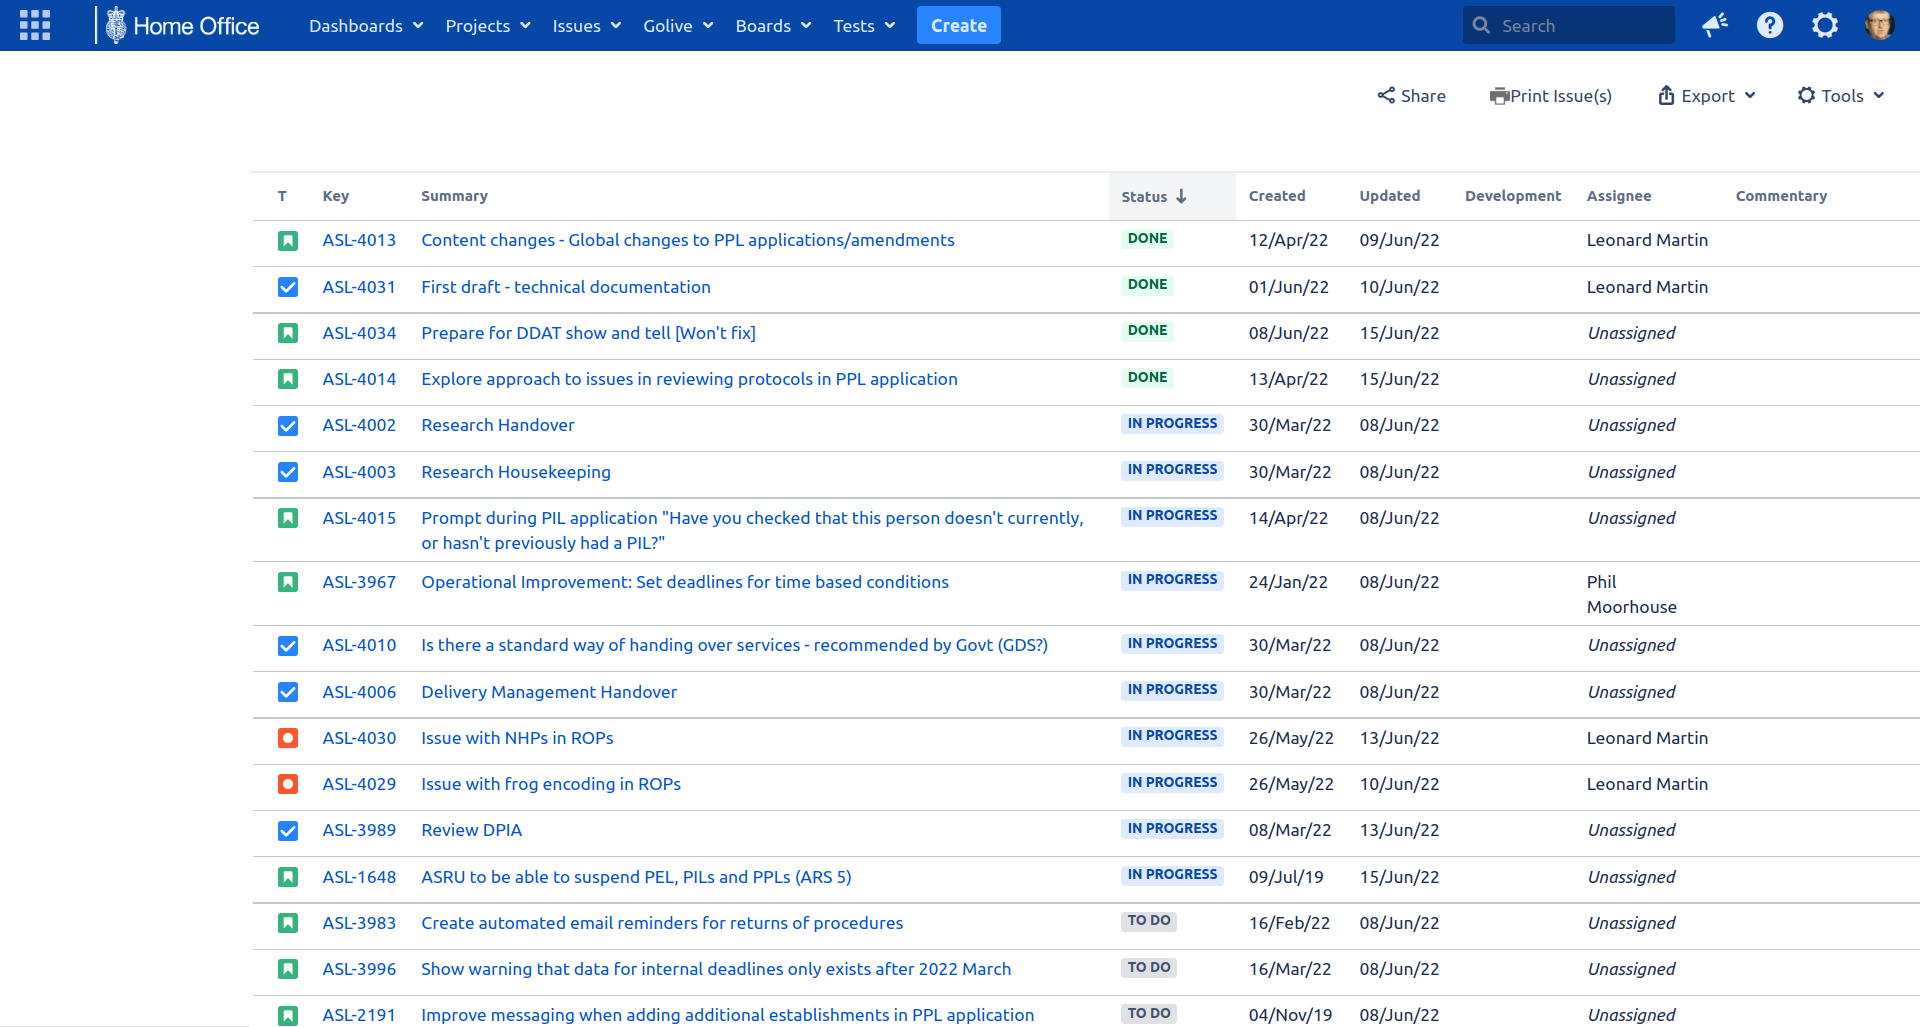 Home Office Dashboards Projects Issues Golive Boards Tests Create Search
Share Print Issue(s) Export Tools
T Key Summary Status Created Updated Development Assignee Commentary
ASL-4013 Content changes - Global changes to PPL applications/amendments DONE 12/Apr/22 09/Jun/22 Leonard Martin
ASL-4031 First draft - technical documentation DONE 01/Jun/22 10/Jun/22 Leonard Martin
ASL-4034 Prepare for DDAT show and tell [Won't fix] DONE 08/Jun/22 15/Jun/22 Unassigned
ASL-4014 Explore approach to issues in reviewing protocols in PPL application DONE 13/Apr/22 15/Jun/22 Unassigned
ASL-4002 Research Handover IN PROGRESS 30/Mar/22 08/Jun/22 Unassigned
ASL-4003 Research Housekeeping IN PROGRESS 30/Mar/22 08/Jun/22 Unassigned
ASL-4015 Prompt during PIL application "Have you checked that this person doesn't currently, IN PROGRESS 14/Apr/22 08/Jun/22 Unassigned
or hasn't previously had a PIL?"
ASL-3967 Operational Improvement: Set deadlines for time based conditions IN PROGRESS 24/Jan/22 08/Jun/22 Phil
Moorhouse
ASL-4010 Is there a standard way of handing over services - recommended by Govt (GDS?) IN PROGRESS 30/Mar/22 08/Jun/22 Unassigned
ASL-4006 Delivery Management Handover IN PROGRESS 30/Mar/22 08/Jun/22 Unassigned
ASL-4030 Issue with NHPs in ROPs IN PROGRESS 26/May/22 13/Jun/22 Leonard Martin
ASL-4029 Issue with frog encoding in ROPs IN PROGRESS 26/May/22 10/Jun/22 Leonard Martin
ASL-3989 Review DPIA IN PROGRESS 08/Mar/22 13/Jun/22 Unassigned
ASL-1648 ASRU to be able to suspend PEL, PILs and PPLs (ARS 5) IN PROGRESS 09/Jul/19 15/Jun/22 Unassigned
ASL-3983 Create automated email reminders for returns of procedures TO DO 16/Feb/22 08/Jun/22 Unassigned
ASL-3996 Show warning that data for internal deadlines only exists after 2022 March TO DO 16/Mar/22 08/Jun/22 Unassigned
ASL-2191 Improve messaging when adding additional establishments in PPL application TO DO 04/Nov/19 08/Jun/22 Unassigned